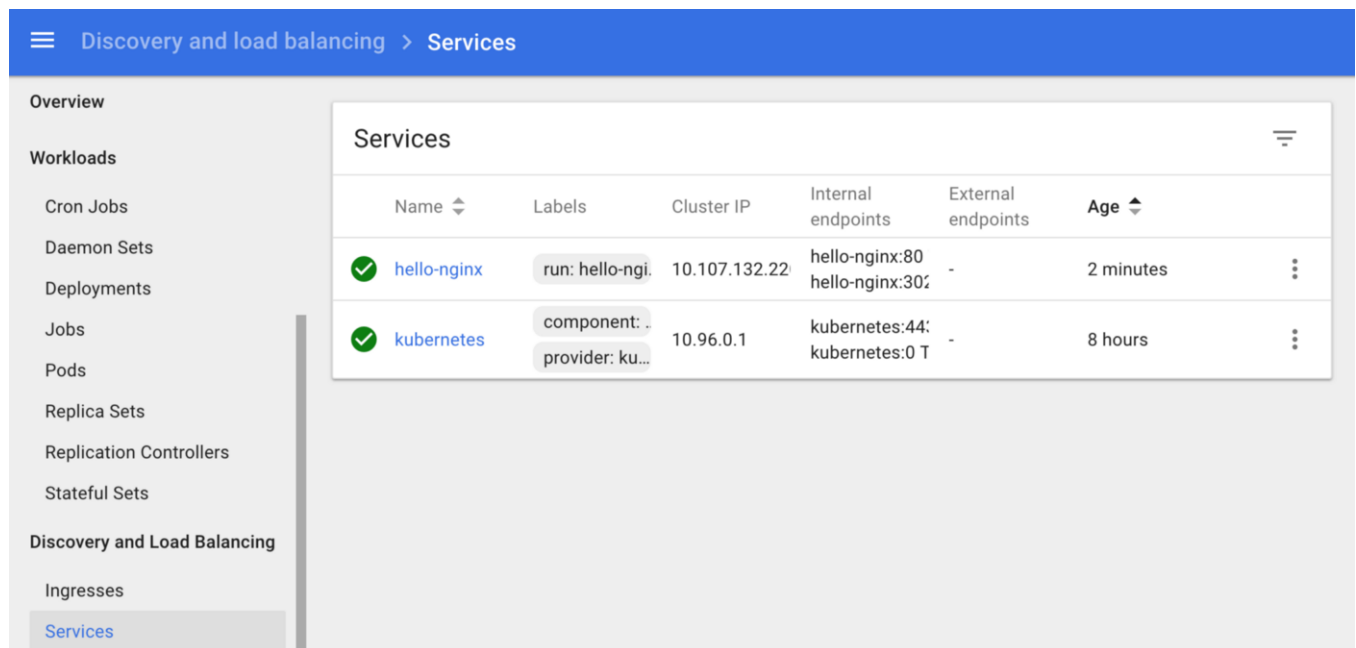 Discovery and load balancing > Services
Overview
Workloads
Cron Jobs
Daemon Sets
Deployments
Jobs
Pods
Replica Sets
Replication Controllers
Stateful Sets
Discovery and Load Balancing
Ingresses
Services
Services
Name Labels Cluster IP Internal endpoints External endpoints Age
hello-nginx run: hello-ngi. 10.107.132.22 hello-nginx:80 - 2 minutes
hello-nginx:302
kubernetes component: .. 10.96.0.1 kubernetes:443 - 8 hours
provider: ku... kubernetes:0 T